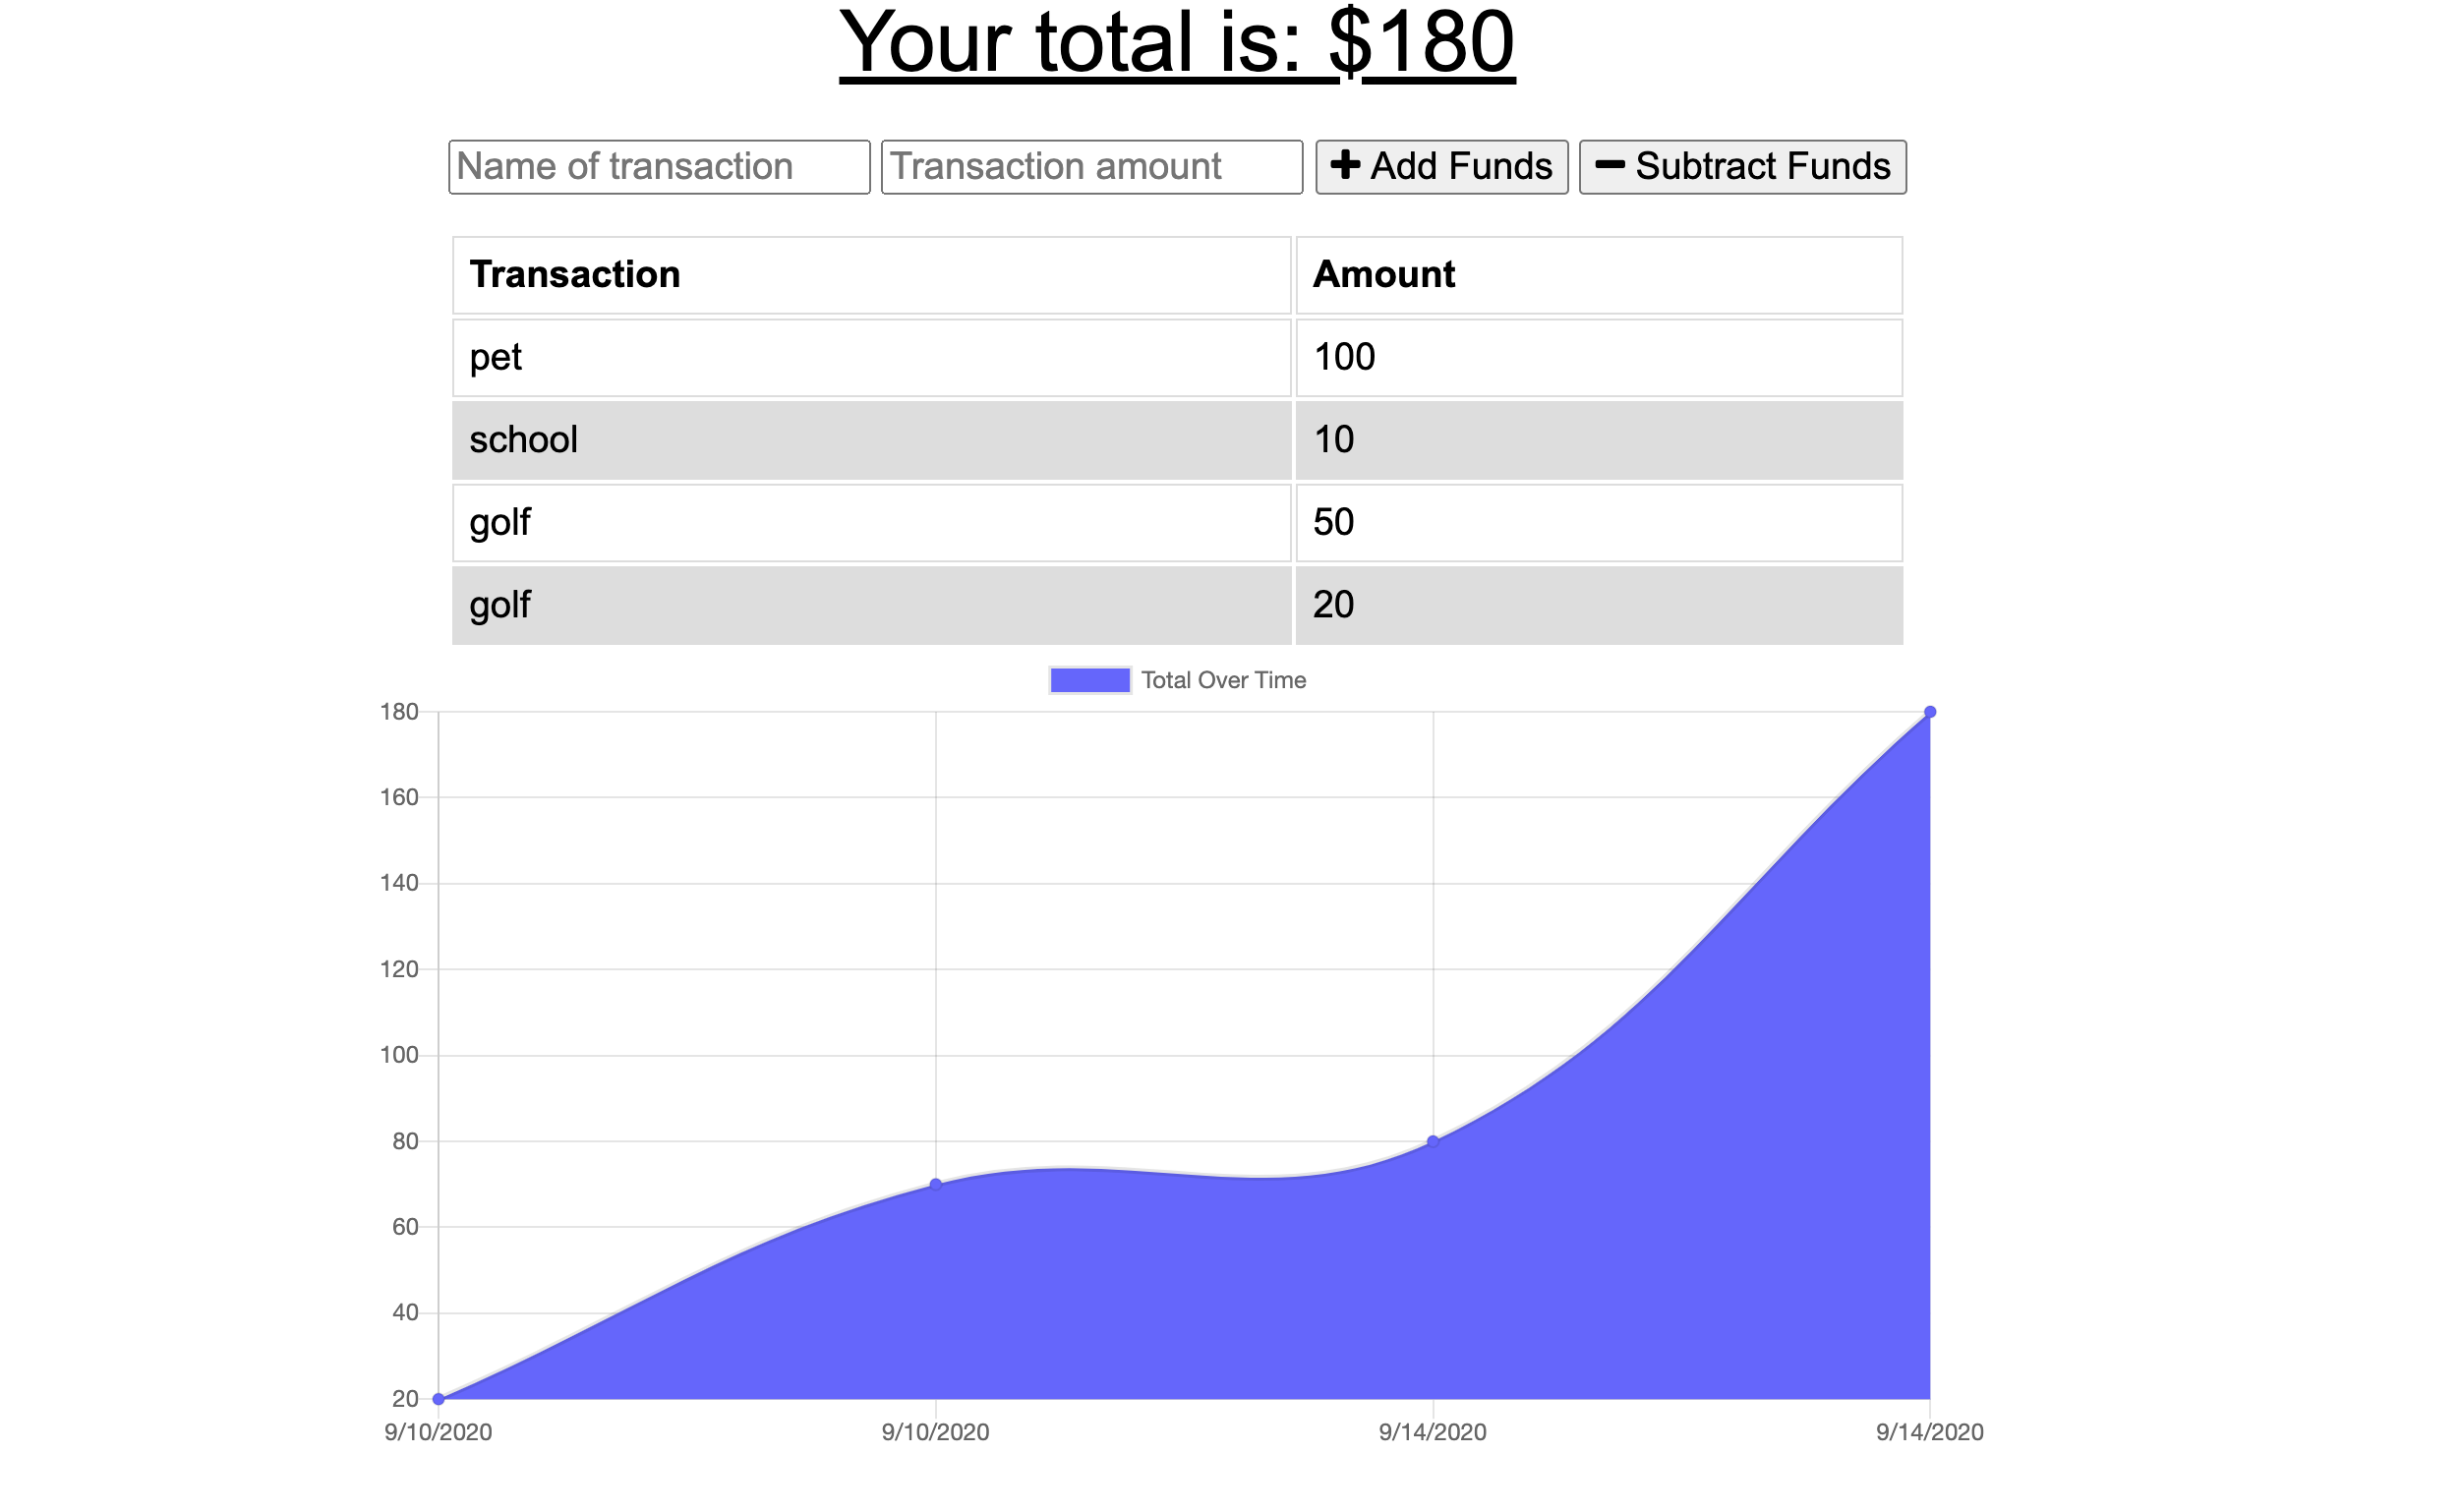 Your total is: $180
Name of transaction Transaction amount Add Funds Subtract Funds
Transaction Amount
pet 100
school 10
golf 50
golf 20
Total Over Time
180
160
140
120
100
80
60
40
20
9/10/2020 9/10/2020 9/14/2020 9/14/2020